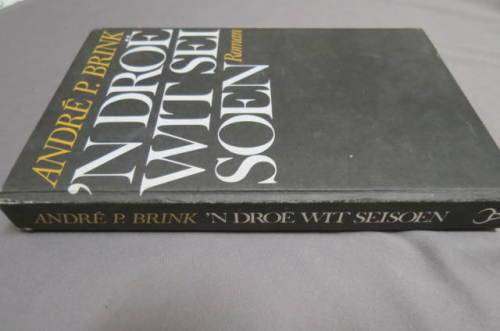 ANDRÉ P. BRINK
'N DROË
WIT SEI
SOEN
Roman
ANDRÉ P. BRINK 'N DROË WIT SEISOEN